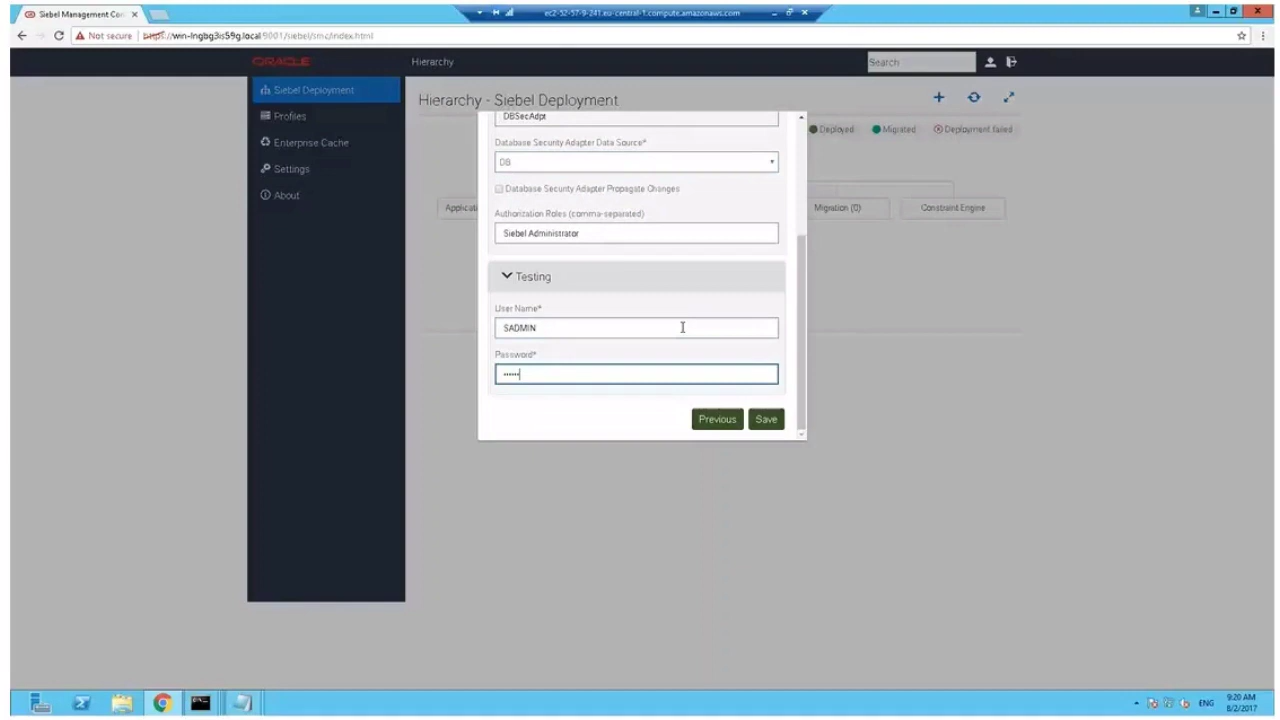 Siebel Management Con
ec2-52-57-9-241.eu-central-1.compute.amazonaws.com
Not secure
https://win-lngbg3is59g.local:9001/siebel/smc/index.html
ORACLE
Hierarchy
Search
Siebel Deployment
Profiles
Enterprise Cache
Settings
About
Hierarchy - Siebel Deployment
Deployed
Migrated
Deployment failed
Applicati
Migration (0)
Constraint Engine
DBSecAdpt
Database Security Adapter Data Source*
DB
Database Security Adapter Propagate Changes
Authorization Roles (comma-separated)
Siebel Administrator
Testing
User Name*
SADMIN
Password*
••••••
Previous
Save
ENG
9:20 AM
8/2/2017